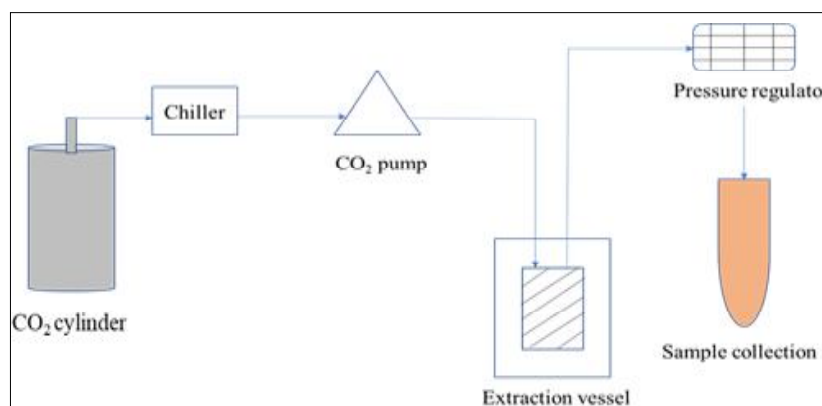 Chiller
CO₂ pump
CO₂ cylinder
Extraction vessel
Pressure regulato
Sample collection